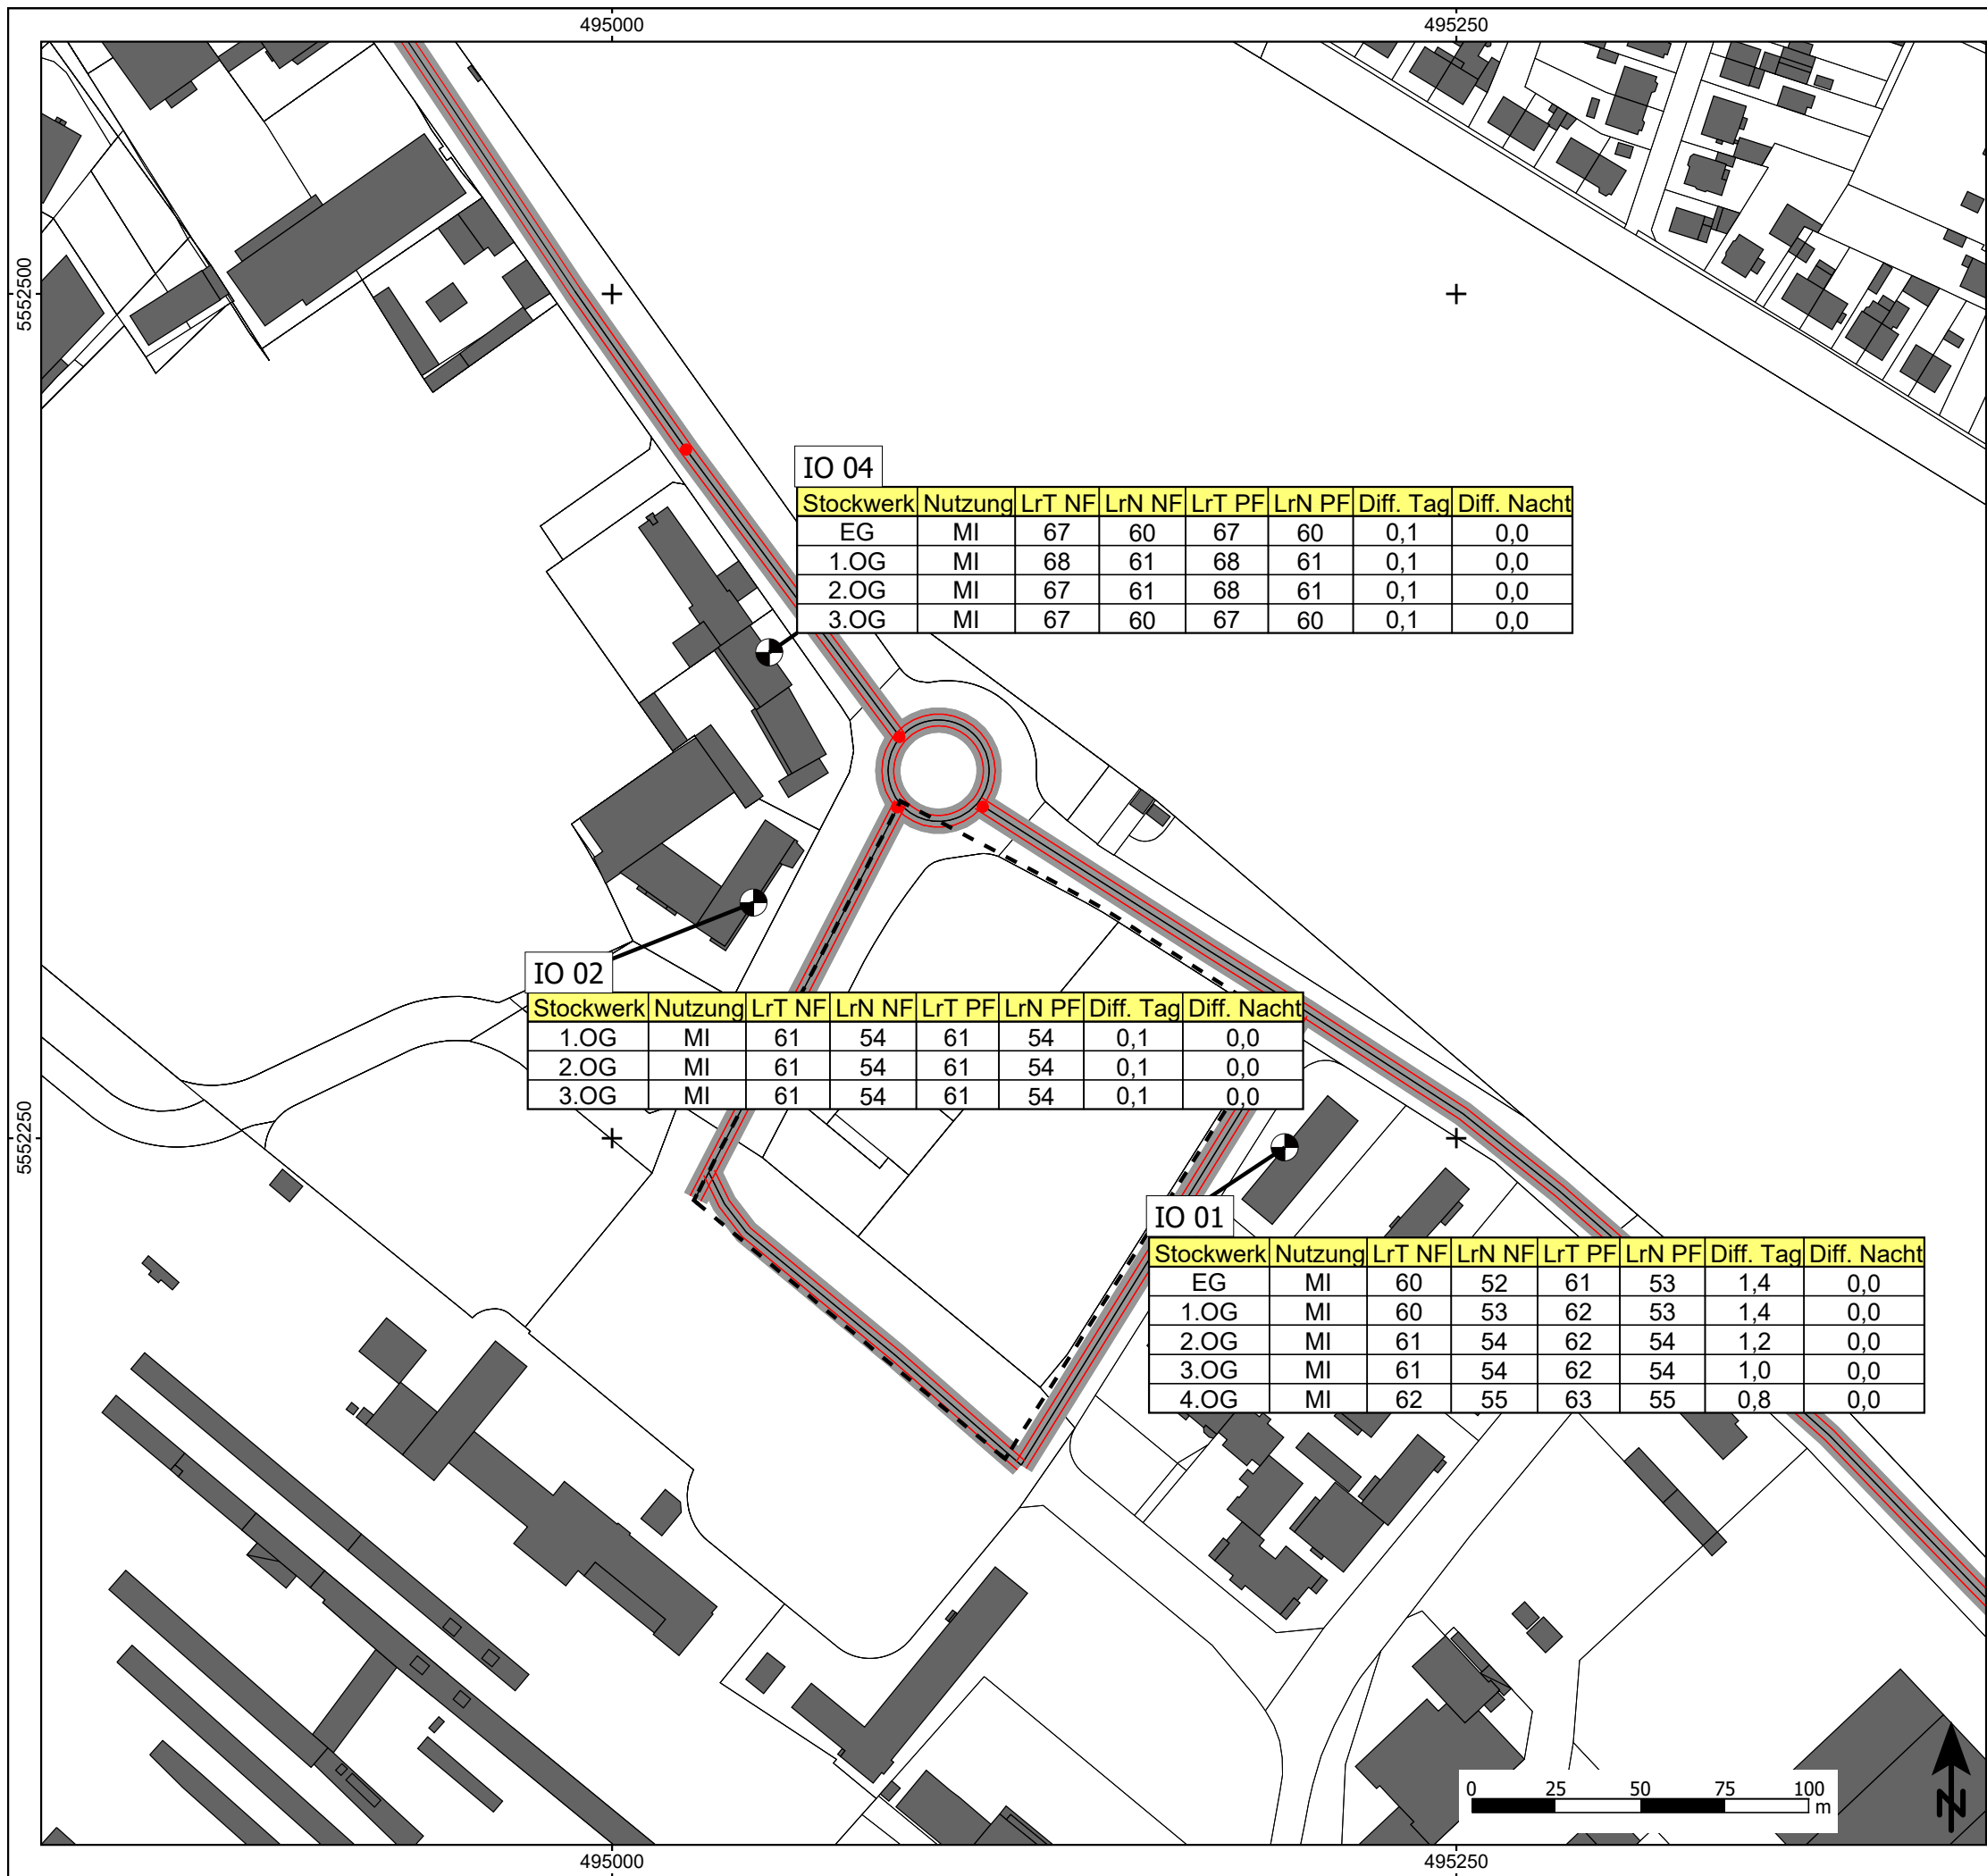 495000 495250
5552500
IO 04
Stockwerk Nutzung LrT NF LrN NF LrT PF LrN PF Diff. Tag Diff. Nacht
EG MI 67 60 67 60 0,1 0,0
1.OG MI 68 61 68 61 0,1 0,0
2.OG MI 67 61 68 61 0,1 0,0
3.OG MI 67 60 67 60 0,1 0,0
IO 02
Stockwerk Nutzung LrT NF LrN NF LrT PF LrN PF Diff. Tag Diff. Nacht
1.OG MI 61 54 61 54 0,1 0,0
2.OG MI 61 54 61 54 0,1 0,0
3.OG MI 61 54 61 54 0,1 0,0
5552250
IO 01
Stockwerk Nutzung LrT NF LrN NF LrT PF LrN PF Diff. Tag Diff. Nacht
EG MI 60 52 61 53 1,4 0,0
1.OG MI 60 53 62 53 1,4 0,0
2.OG MI 61 54 62 54 1,2 0,0
3.OG MI 61 54 62 54 1,0 0,0
4.OG MI 62 55 63 55 0,8 0,0
0 25 50 75 100
m
N
495000 495250